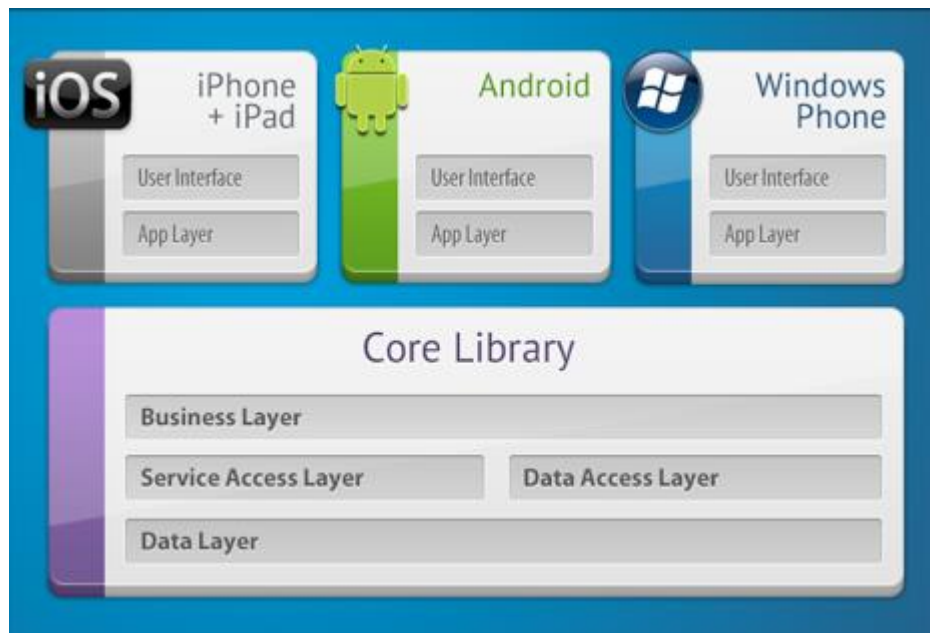 iOS
iPhone
+ iPad
User Interface
App Layer
Android
User Interface
App Layer
Windows
Phone
User Interface
App Layer
Core Library
Business Layer
Service Access Layer
Data Access Layer
Data Layer